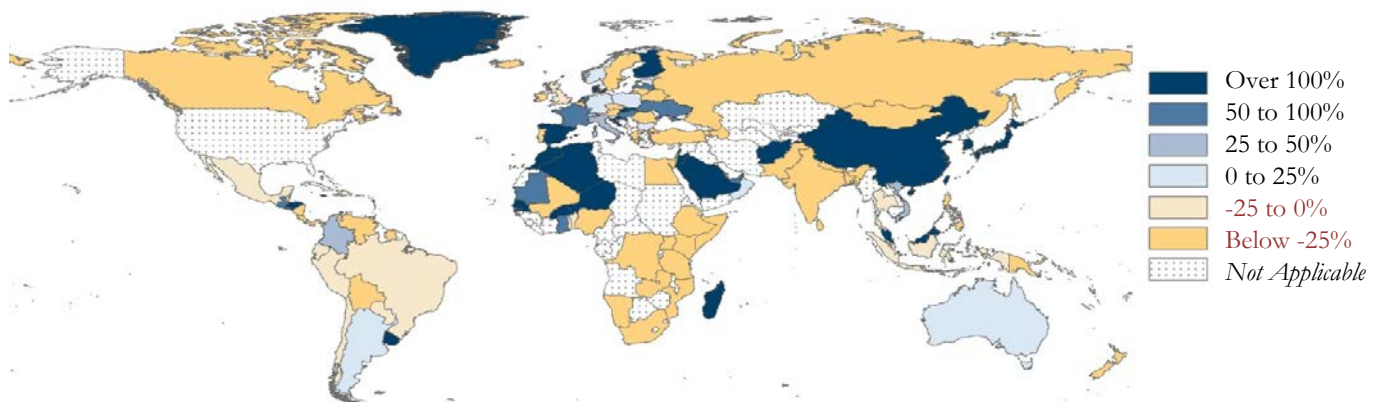 Over 100%
50 to 100%
25 to 50%
0 to 25%
-25 to 0%
Below -25%
Not Applicable